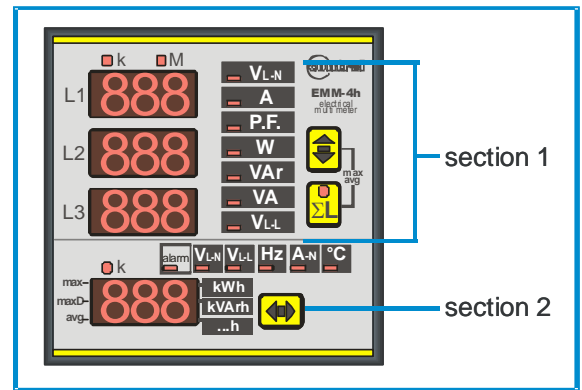 k M
L1 888
L2 888
L3 888
VL-N
A
P.F.
W
VAr
VA
VL-L
EMM-4h
electrical
multimeter
max
avg
ΣL
section 1
alarm VL-N VL-L Hz A-N °C
k
max
maxD
avg
888
kWh
kVArh
...h
section 2